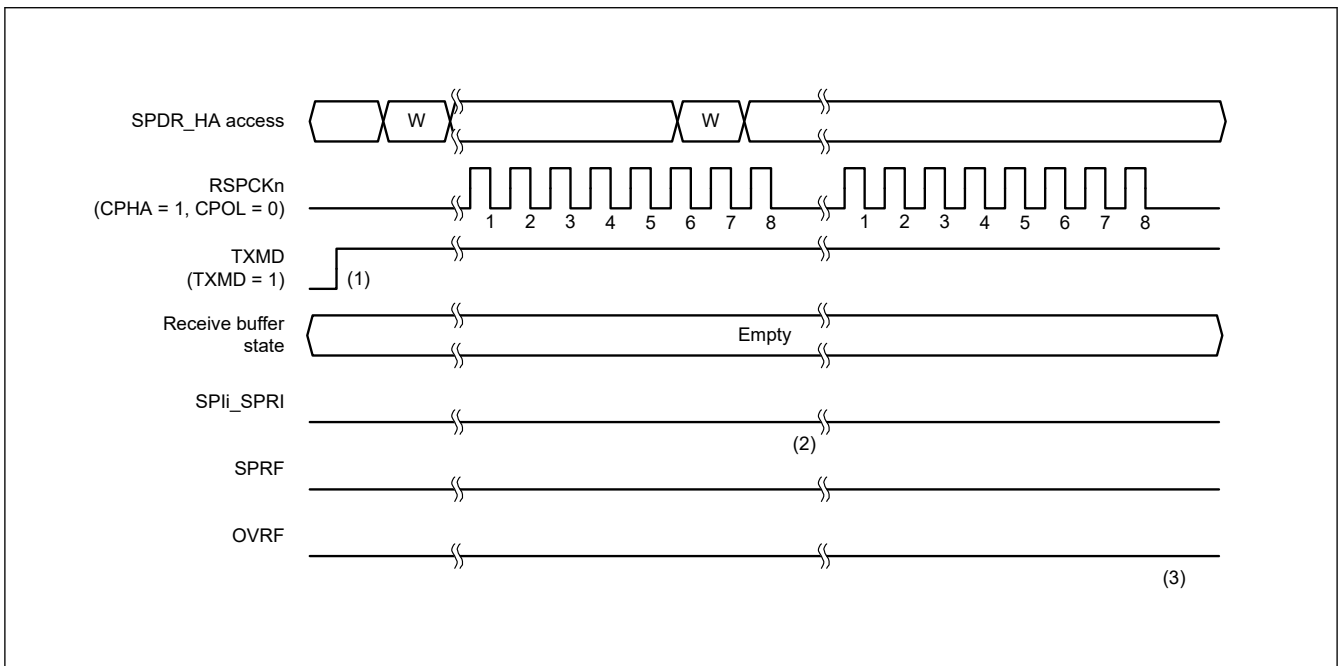 SPDR_HA access
W
W
RSPCKn
(CPHA = 1, CPOL = 0)
1 2 3 4 5 6 7 8
1 2 3 4 5 6 7 8
TXMD
(TXMD = 1)
(1)
Receive buffer
state
Empty
SPIi_SPRI
(2)
SPRF
OVRF
(3)